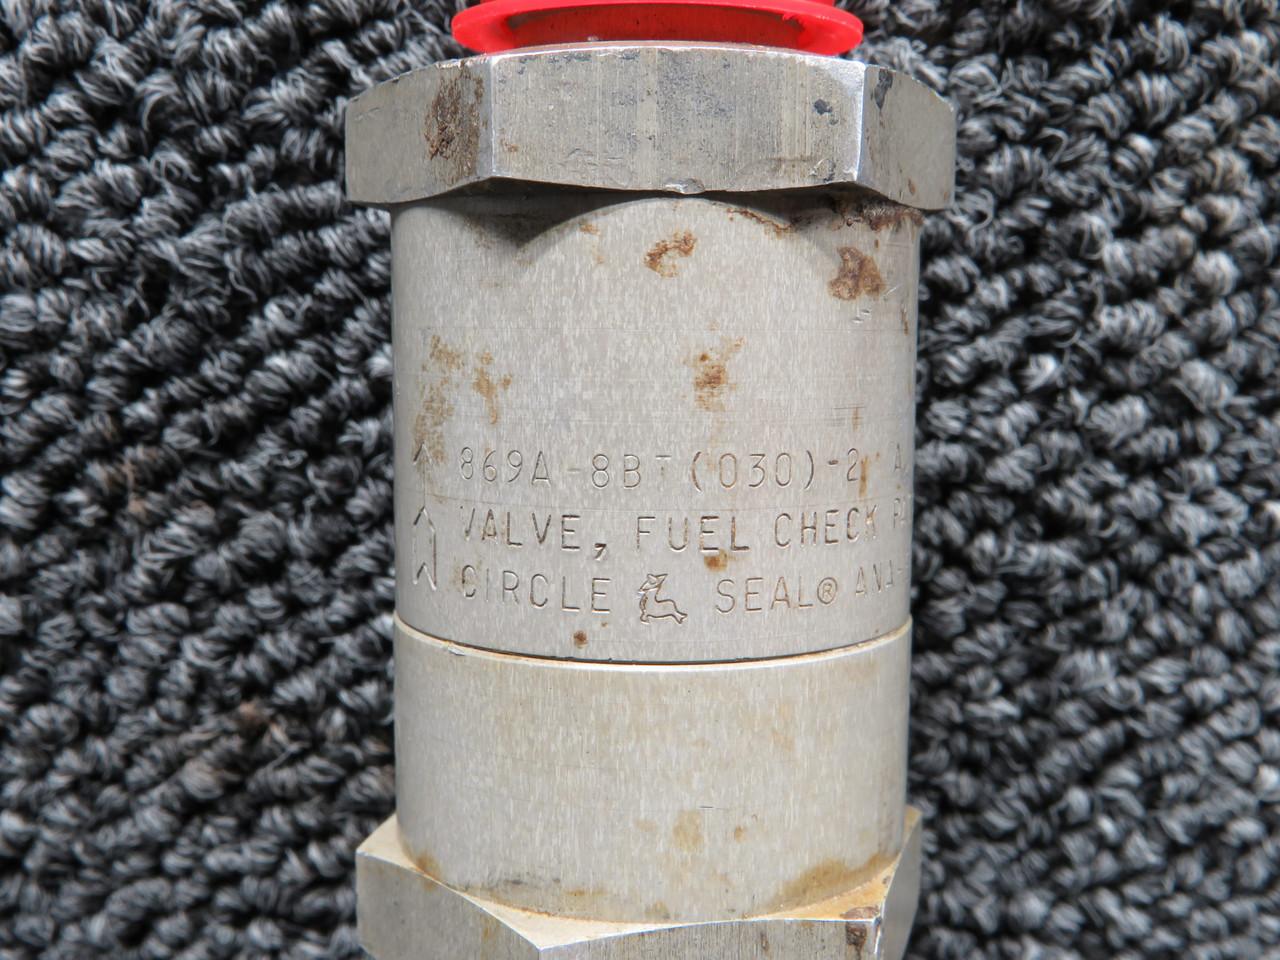 869A-8BT(030)-2
VALVE, FUEL CHECK
CIRCLE SEAL®